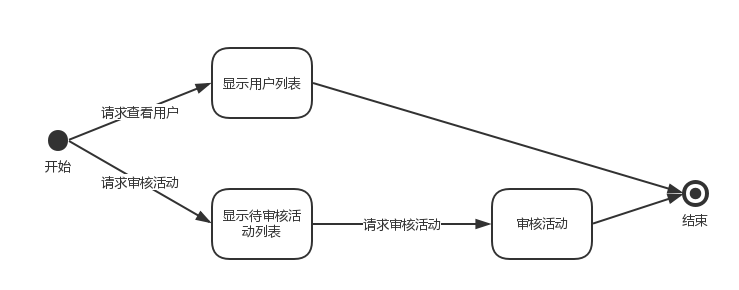 显示用户列表
请求查看用户
开始
请求审核活动
显示待审核活
动列表
请求审核活动
审核活动
结束